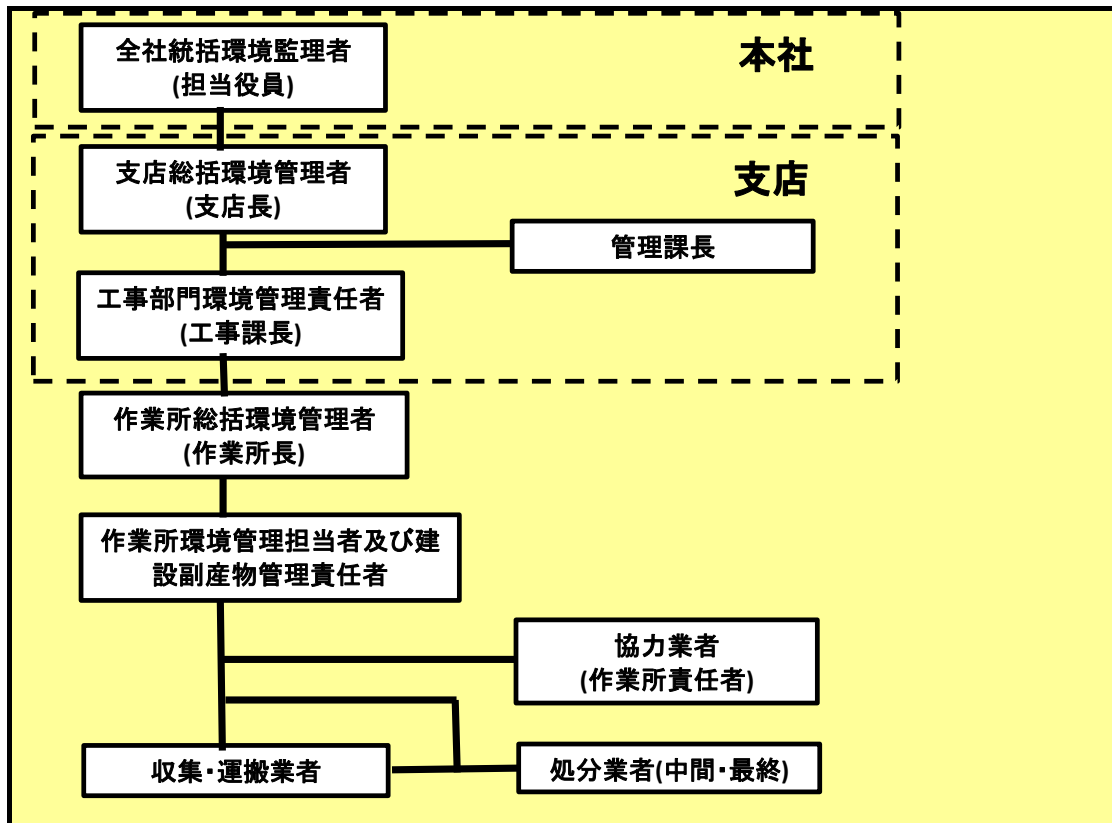 全社統括環境監理者
(担当役員)
本社
支店総括環境管理者
(支店長)
支店
管理課長
工事部門環境管理責任者
(工事課長)
作業所総括環境管理者
(作業所長)
作業所環境管理担当者及び建
設副産物管理責任者
協力業者
(作業所責任者)
収集・運搬業者
処分業者(中間・最終)